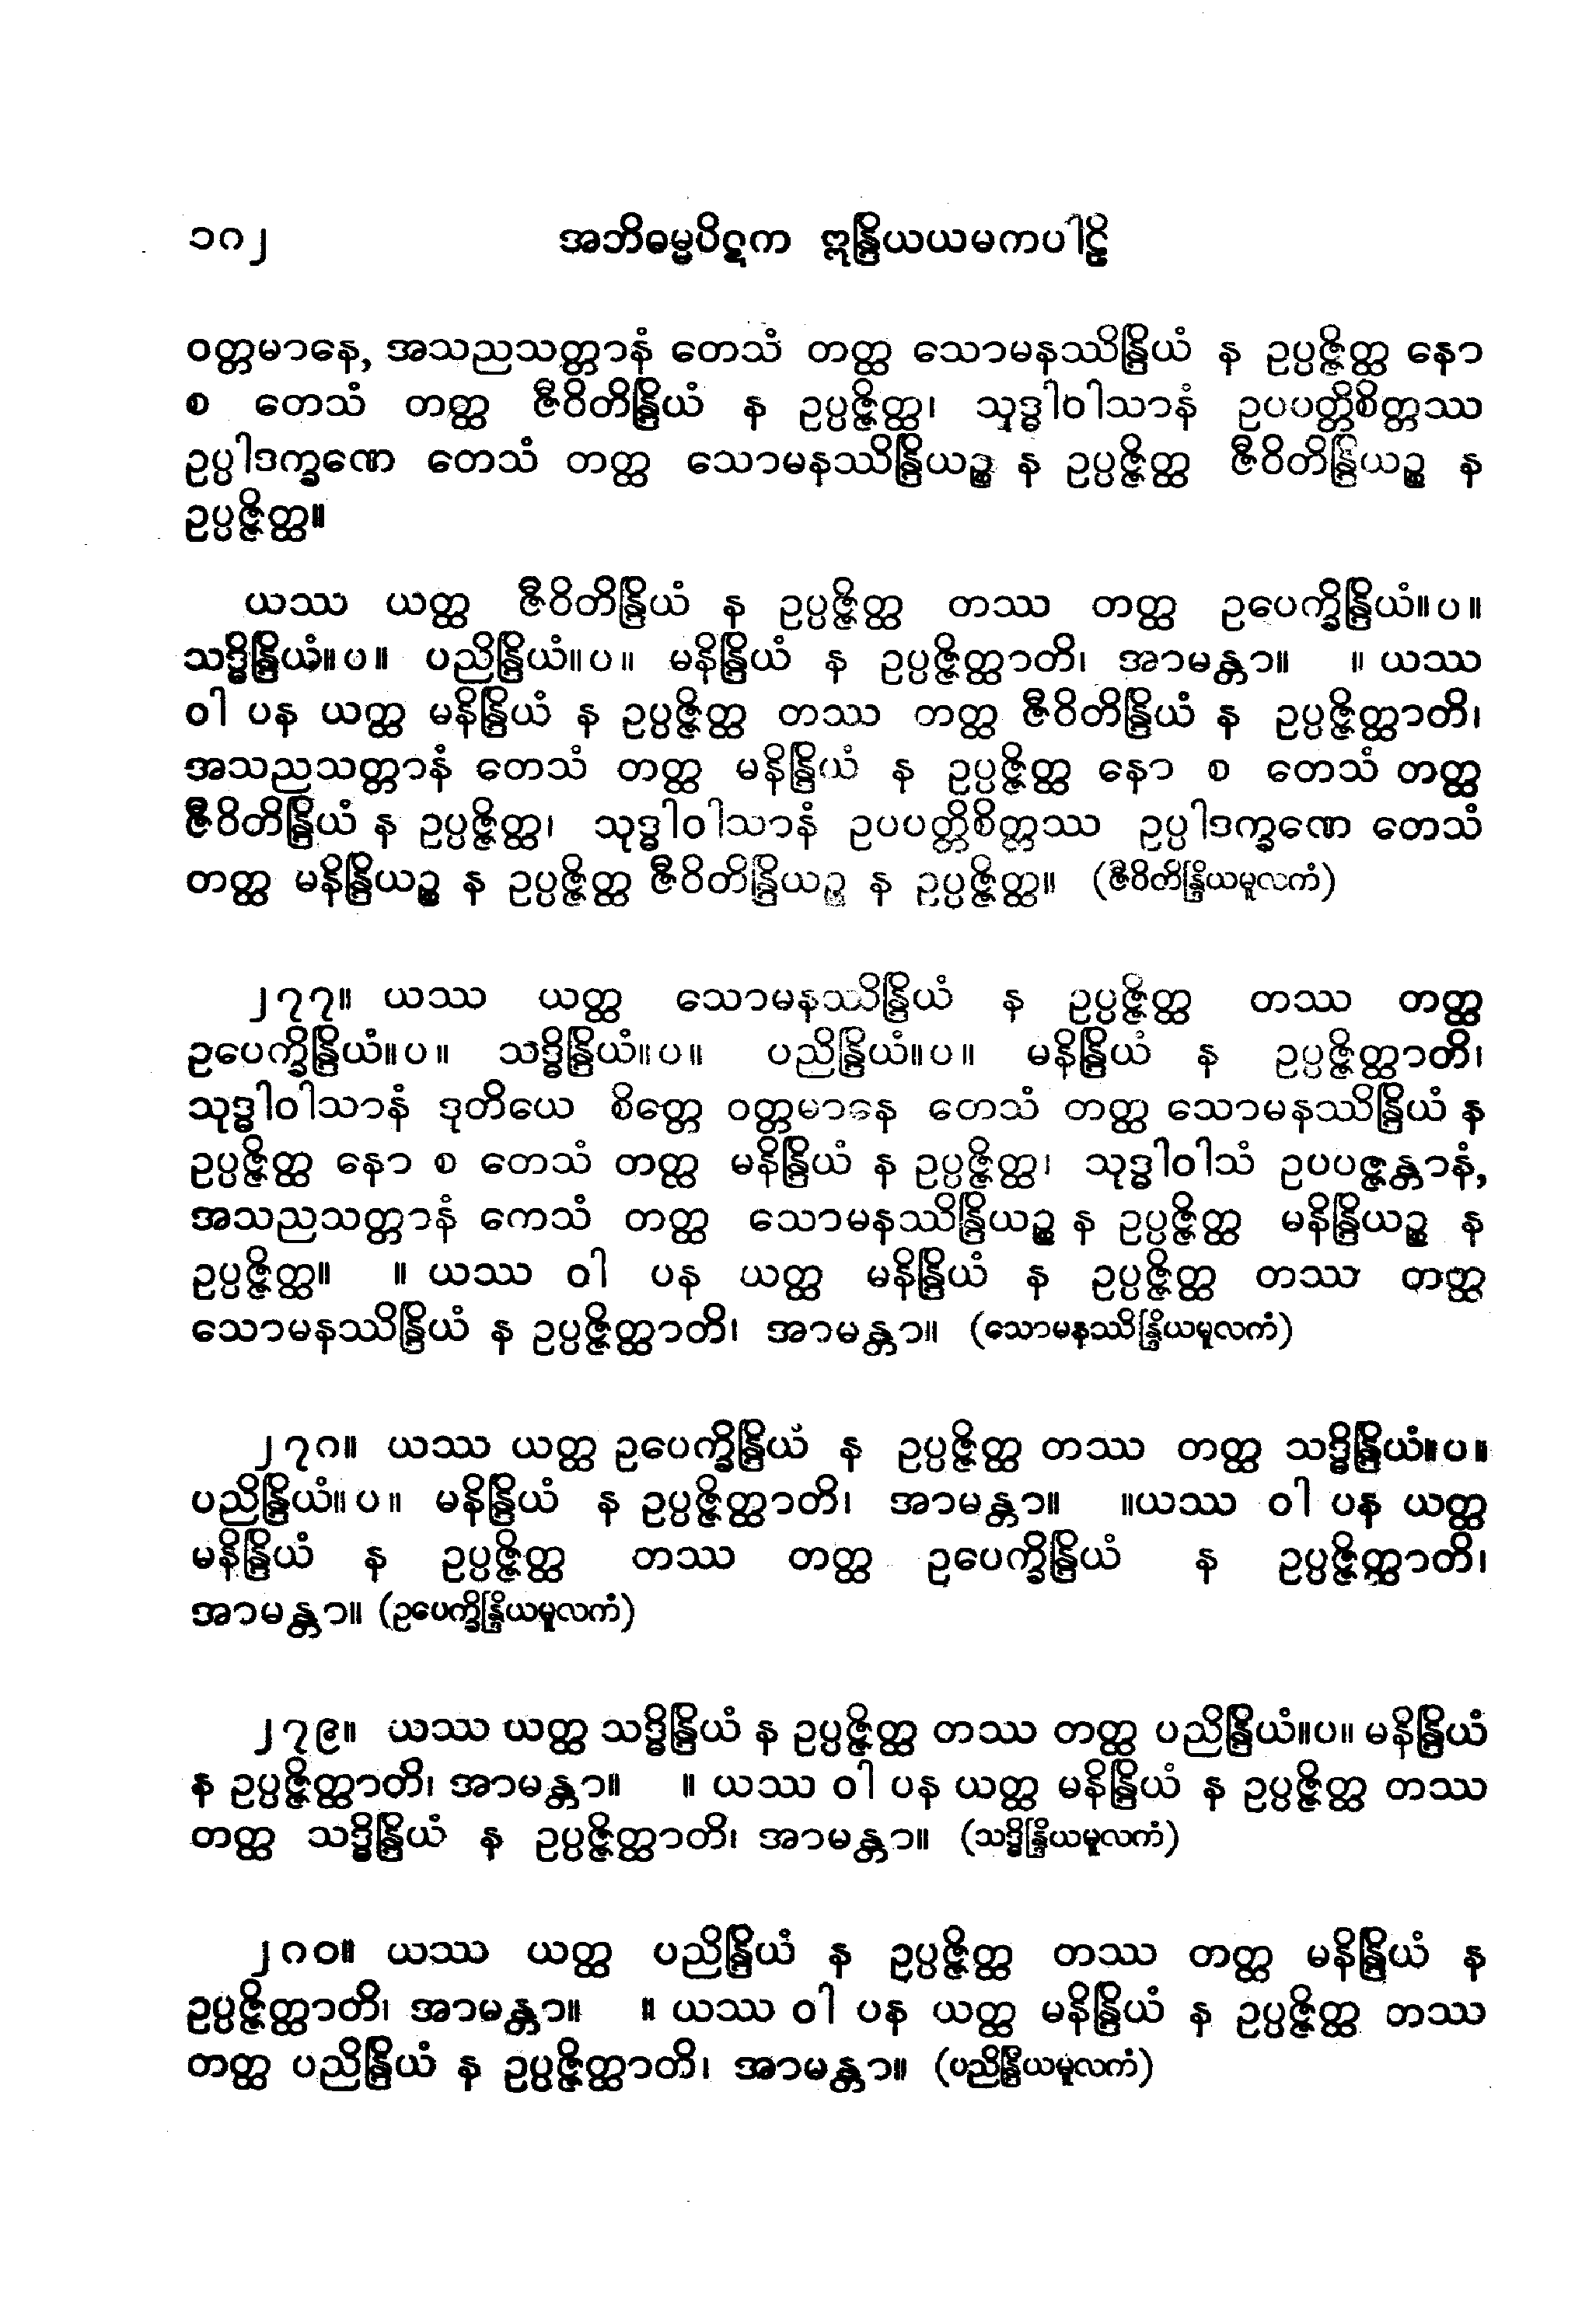 ၁၈၂ အဘိဓမ္မပိဋက ဣန္ဒြိယယမကပါဠိ
ဝတ္တမာနေ, အသညသတ္တာနံ တေသံ တတ္ထ သောမနဿိန္ဒြိယံ န ဥပ္ပဇ္ဇိတ္ထ နော
စ တေသံ တတ္ထ ဇီဝိတိန္ဒြိယံ န ဥပ္ပဇ္ဇိတ္ထ၊ သုဒ္ဓါဝါသာနံ ဥပပတ္တိစိတ္တဿ
ဥပ္ပါဒက္ခဏေ တေသံ တတ္ထ သောမနဿိန္ဒြိယဉ္စ န ဥပ္ပဇ္ဇိတ္ထ ဇီဝိတိန္ဒြိယဉ္စ န
ဥပ္ပဇ္ဇိတ္ထ။
ယဿ ယတ္ထ ဇီဝိတိန္ဒြိယံ န ဥပ္ပဇ္ဇိတ္ထ တဿ တတ္ထ ဥပေက္ခိန္ဒြိယံ။ပ။
သဒ္ဓိန္ဒြိယံ။ပ။ ပညိန္ဒြိယံ။ပ။ မနိန္ဒြိယံ န ဥပ္ပဇ္ဇိတ္ထာတိ၊ အာမန္တာ။ ။ ယဿ
ဝါ ပန ယတ္ထ မနိန္ဒြိယံ န ဥပ္ပဇ္ဇိတ္ထ တဿ တတ္ထ ဇီဝိတိန္ဒြိယံ န ဥပ္ပဇ္ဇိတ္ထာတိ၊
အသညသတ္တာနံ တေသံ တတ္ထ မနိန္ဒြိယံ န ဥပ္ပဇ္ဇိတ္ထ နော စ တေသံ တတ္ထ
ဇီဝိတိန္ဒြိယံ န ဥပ္ပဇ္ဇိတ္ထ၊ သုဒ္ဓါဝါသာနံ ဥပပတ္တိစိတ္တဿ ဥပ္ပါဒက္ခဏေ တေသံ
တတ္ထ မနိန္ဒြိယဉ္စ န ဥပ္ပဇ္ဇိတ္ထ ဇီဝိတိန္ဒြိယဉ္စ န ဥပ္ပဇ္ဇိတ္ထ။ (ဇီဝိတိန္ဒြိယမူလကံ)
၂၇၇။ ယဿ ယတ္ထ သောမနဿိန္ဒြိယံ န ဥပ္ပဇ္ဇိတ္ထ တဿ တတ္ထ
ဥပေက္ခိန္ဒြိယံ။ပ။ သဒ္ဓိန္ဒြိယံ။ပ။ ပညိန္ဒြိယံ။ပ။ မနိန္ဒြိယံ န ဥပ္ပဇ္ဇိတ္ထာတိ၊
သုဒ္ဓါဝါသာနံ ဒုတိယေ စိတ္တေ ဝတ္တမာနေ တေသံ တတ္ထ သောမနဿိန္ဒြိယံ န
ဥပ္ပဇ္ဇိတ္ထ နော စ တေသံ တတ္ထ မနိန္ဒြိယံ န ဥပ္ပဇ္ဇိတ္ထ၊ သုဒ္ဓါဝါသံ ဥပပဇ္ဇန္တာနံ,
အသညသတ္တာနံ ကေသံ တတ္ထ သောမနဿိန္ဒြိယဉ္စ န ဥပ္ပဇ္ဇိတ္ထ မနိန္ဒြိယဉ္စ န
ဥပ္ပဇ္ဇိတ္ထ။ ။ ယဿ ဝါ ပန ယတ္ထ မနိန္ဒြိယံ န ဥပ္ပဇ္ဇိတ္ထ တဿ တတ္ထ
သောမနဿိန္ဒြိယံ န ဥပ္ပဇ္ဇိတ္ထာတိ၊ အာမန္တာ။ (သောမနဿိန္ဒြိယမူလကံ)
၂၇၈။ ယဿ ယတ္ထ ဥပေက္ခိန္ဒြိယံ န ဥပ္ပဇ္ဇိတ္ထ တဿ တတ္ထ သဒ္ဓိန္ဒြိယံ။ပ။
ပညိန္ဒြိယံ။ပ။ မနိန္ဒြိယံ န ဥပ္ပဇ္ဇိတ္ထာတိ၊ အာမန္တာ။ ။ယဿ ဝါ ပန ယတ္ထ
မနိန္ဒြိယံ န ဥပ္ပဇ္ဇိတ္ထ တဿ တတ္ထ ဥပေက္ခိန္ဒြိယံ န ဥပ္ပဇ္ဇိတ္ထာတိ၊
အာမန္တာ။ (ဥပေက္ခိန္ဒြိယမူလကံ)
၂၇၉။ ယဿ ယတ္ထ သဒ္ဓိန္ဒြိယံ န ဥပ္ပဇ္ဇိတ္ထ တဿ တတ္ထ ပညိန္ဒြိယံ။ပ။ မနိန္ဒြိယံ
န ဥပ္ပဇ္ဇိတ္ထာတိ၊ အာမန္တာ။ ။ ယဿ ဝါ ပန ယတ္ထ မနိန္ဒြိယံ န ဥပ္ပဇ္ဇိတ္ထ တဿ
တတ္ထ သဒ္ဓိန္ဒြိယံ န ဥပ္ပဇ္ဇိတ္ထာတိ၊ အာမန္တာ။ (သဒ္ဓိန္ဒြိယမူလကံ)
၂၈၀။ ယဿ ယတ္ထ ပညိန္ဒြိယံ န ဥပ္ပဇ္ဇိတ္ထ တဿ တတ္ထ မနိန္ဒြိယံ န
ဥပ္ပဇ္ဇိတ္ထာတိ၊ အာမန္တာ။ ။ ယဿ ဝါ ပန ယတ္ထ မနိန္ဒြိယံ န ဥပ္ပဇ္ဇိတ္ထ တဿ
တတ္ထ ပညိန္ဒြိယံ န ဥပ္ပဇ္ဇိတ္ထာတိ၊ အာမန္တာ။ (ပညိန္ဒြိယမူလကံ)